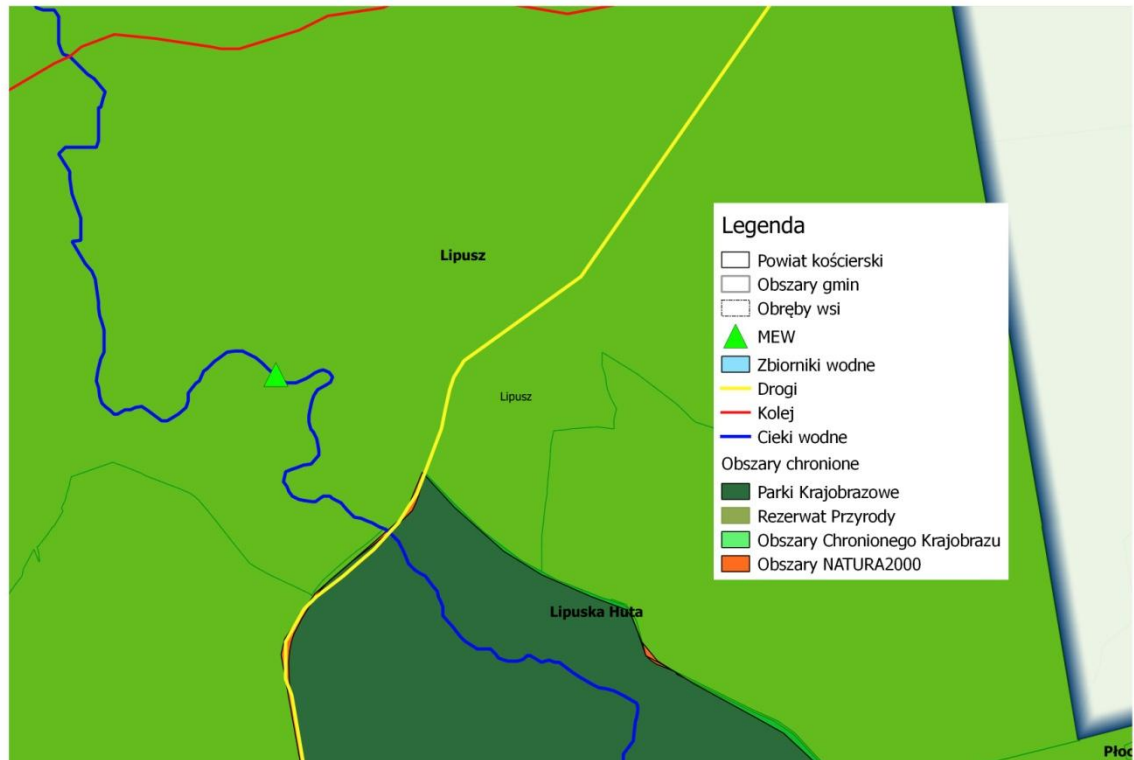 Lipusz
Legenda
Powiat kościerski
Obszary gmin
Obręby wsi
MEW
Zbiorniki wodne
Drogi
Kolej
Cieki wodne
Obszary chronione
Parki Krajobrazowe
Rezerwat Przyrody
Obszary Chronionego Krajobrazu
Obszary NATURA2000
Lipusz
Lipuska Huta
Płoc